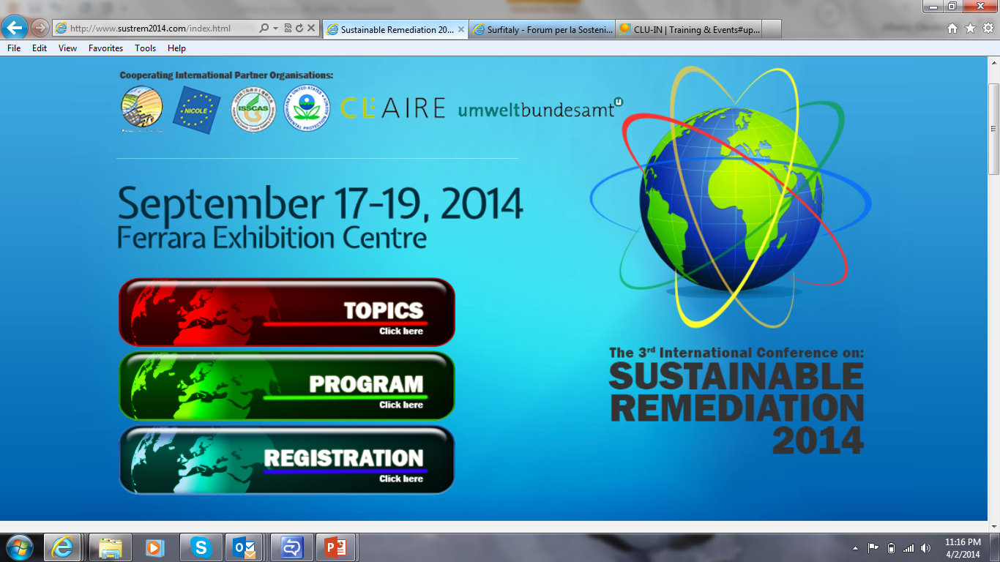 http://www.sustrem2014.com/index.html
Sustainable Remediation 20...
Surfitaly - Forum per la Sosteni...
CLU-IN | Training & Events#up...
File Edit View Favorites Tools Help
Cooperating International Partner Organisations:
NICOLE
ISSCAS
UNITED STATES
CL:AIRE
umweltbundesamt
u
September 17-19, 2014
Ferrara Exhibition Centre
TOPICS
Click here
PROGRAM
Click here
REGISTRATION
Click here
The 3rd International Conference on:
SUSTAINABLE
REMEDIATION
2014
11:16 PM
4/2/2014